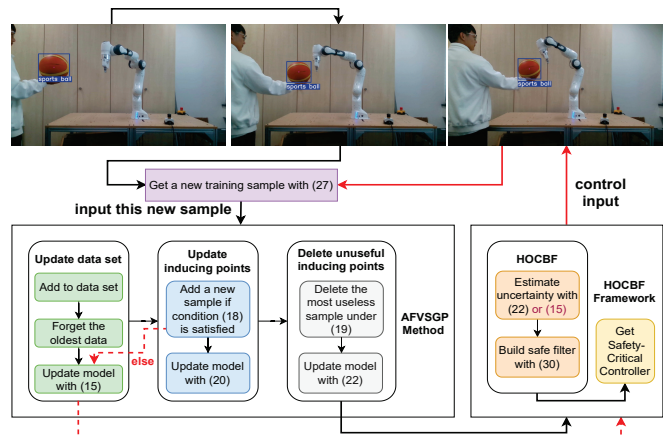 sports ball
sports ball
sports ball
Get a new training sample with (27)
control
input
input this new sample
Update data set
Add to data set
Forget the
oldest data
Update model
with (15)
Update
inducing points
Add a new
sample if
condition (18)
is satisfied
else
Update model
with (20)
Delete unuseful
inducing points
Delete the
most useless
sample under
(19)
Update model
with (22)
AFVSGP
Method
HOCBF
Estimate
uncertainty with
(22) or (15)
Build safe filter
with (30)
HOCBF
Framework
Get
Safety-
Critical
Controller